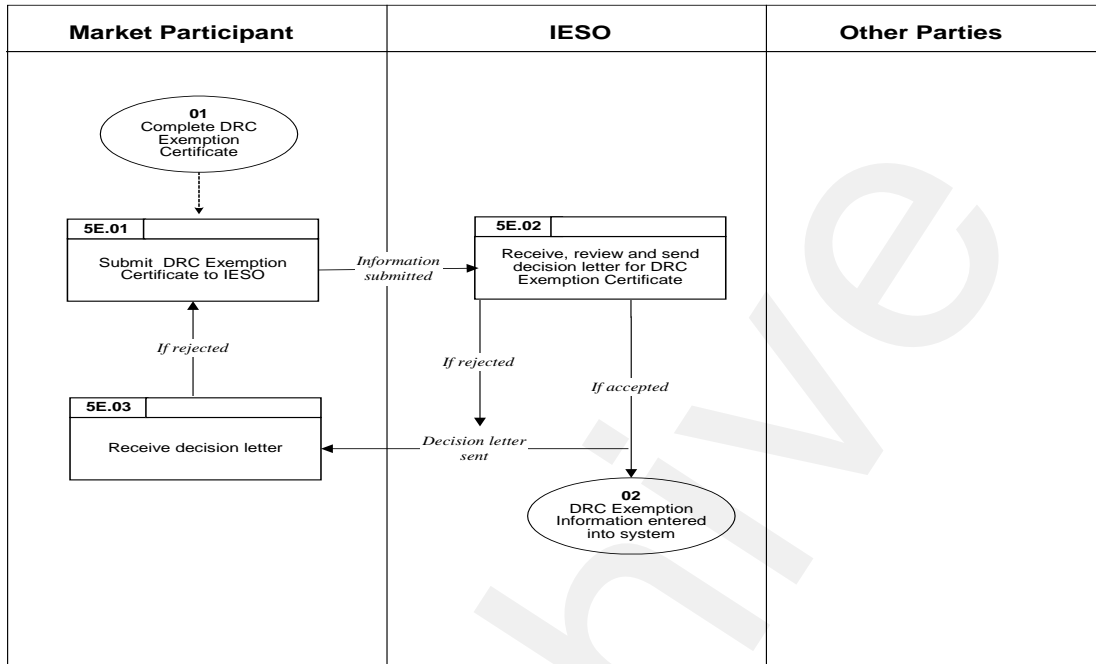 Market Participant
IESO
Other Parties
01
Complete DRC
Exemption
Certificate
5E.01
Submit DRC Exemption
Certificate to IESO
Information
submitted
5E.02
Receive, review and send
decision letter for DRC
Exemption Certificate
If rejected
If rejected
If accepted
5E.03
Receive decision letter
Decision letter
sent
02
DRC Exemption
Information entered
into system
hive